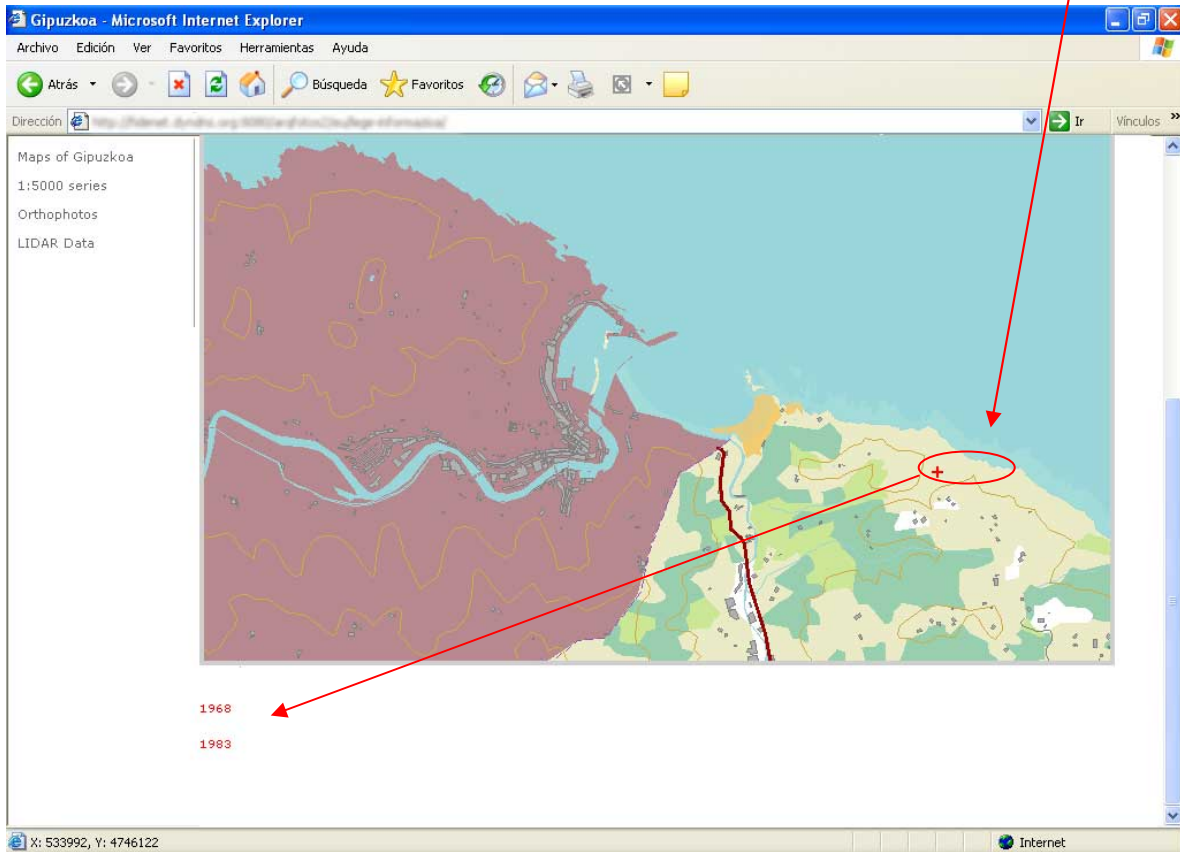 Gipuzkoa - Microsoft Internet Explorer
Archivo Edición Ver Favoritos Herramientas Ayuda
Atrás Búsqueda Favoritos
Dirección Ir Vínculos »
Maps of Gipuzkoa
1:5000 series
Orthophotos
LIDAR Data
1968
1983
X: 533992, Y: 4746122 Internet